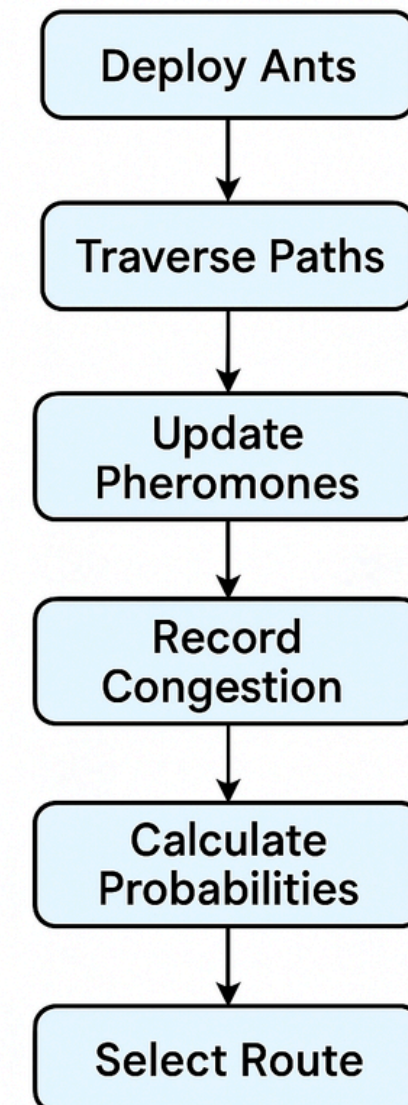 Deploy Ants
Traverse Paths
Update
Pheromones
Record
Congestion
Calculate
Probabilities
Select Route